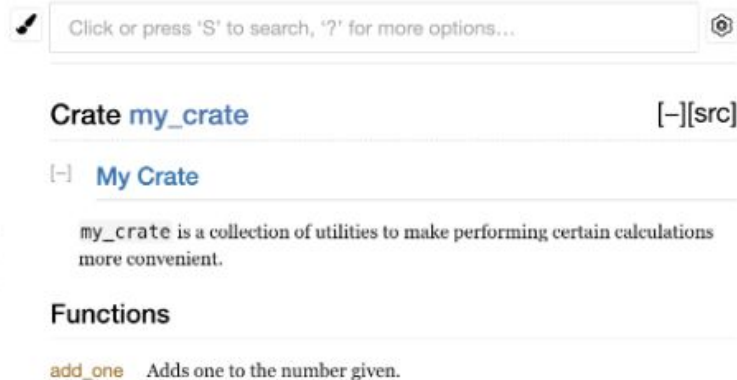 Click or press ‘S’ to search, ‘?’ for more options…
Crate my_crate [−][src]
[−] My Crate
my_crate is a collection of utilities to make performing certain calculations
more convenient.
Functions
add_one Adds one to the number given.